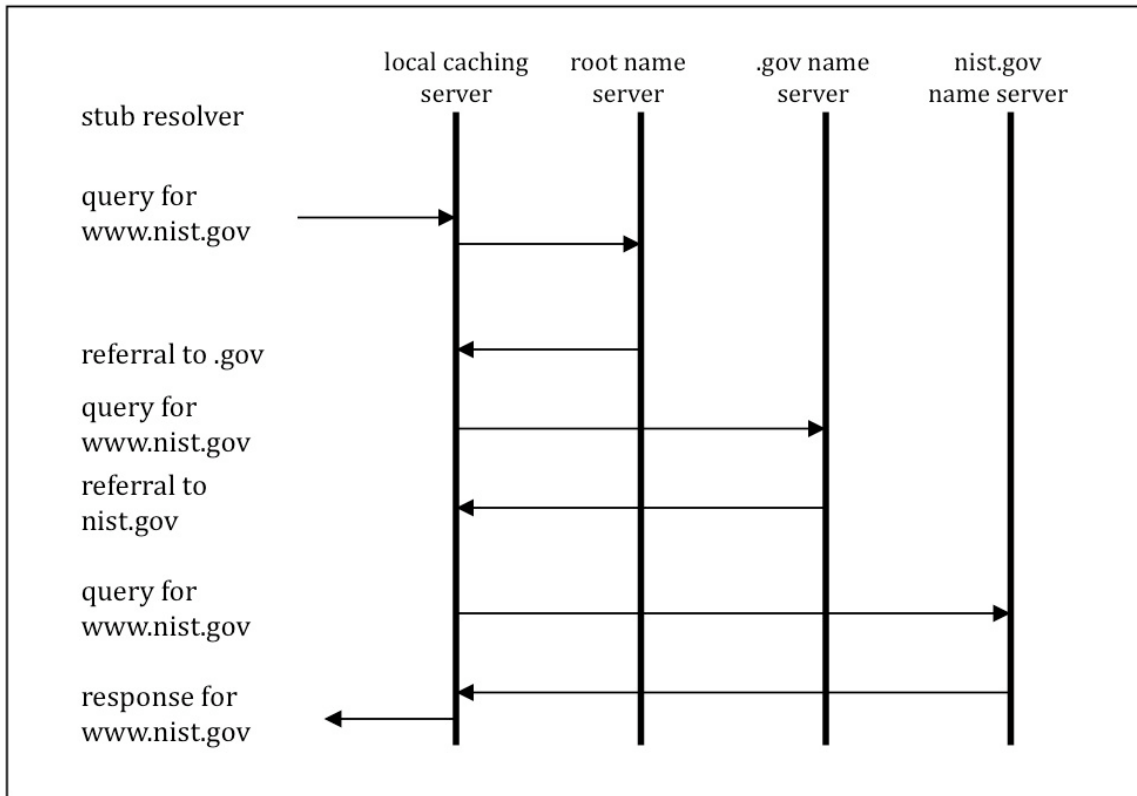 local caching
server
root name
server
.gov name
server
nist.gov
name server
stub resolver
query for
www.nist.gov
referral to .gov
query for
www.nist.gov
referral to
nist.gov
query for
www.nist.gov
response for
www.nist.gov